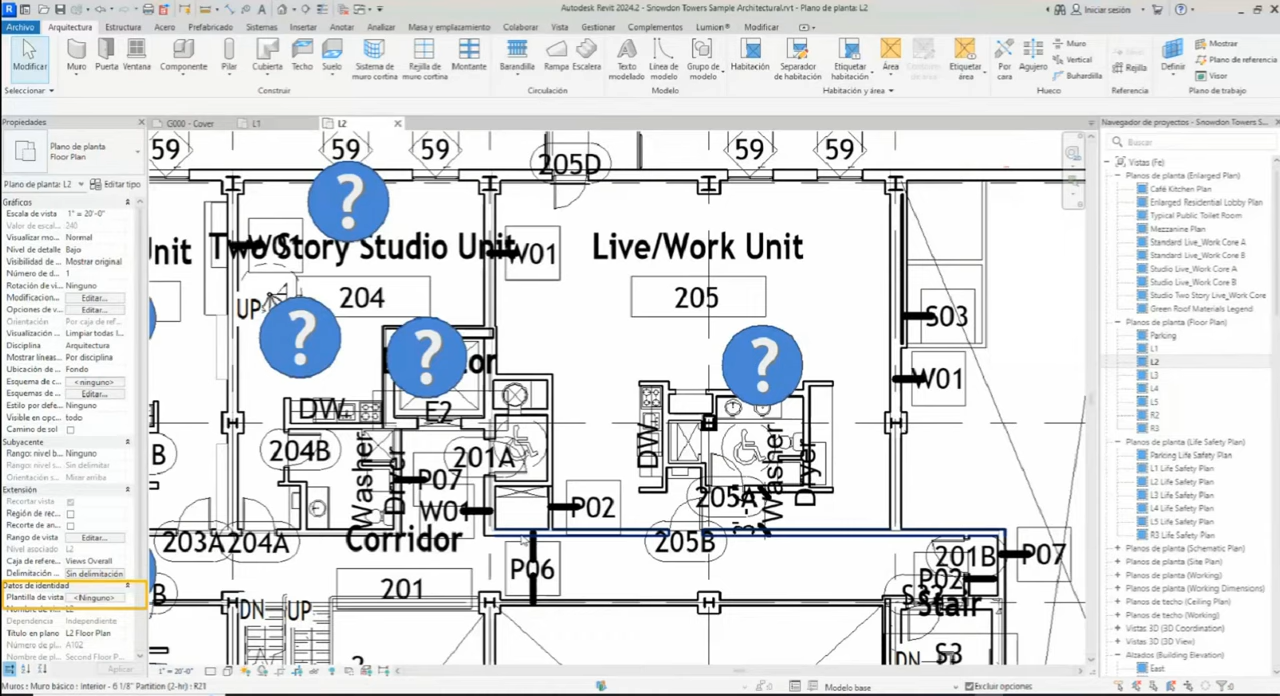 Autodesk Revit 2024.2 - Snowdon Towers Sample Architectural.rvt - Plano de planta: L2
Iniciar sesión
Archivo Arquitectura Estructura Acero Prefabricado Sistemas Insertar Anotar Analizar Masa y emplazamiento Colaborar Vista Gestionar Complementos Lumion® Modificar
Modificar Muro Puerta Ventana Componente Pilar Cubierta Techo Suelo Sistema de muro cortina Rejilla de muro cortina Montante Barandilla Rampa Escalera Texto modelado Línea de modelo Grupo de modelo Habitación Separador de habitación Etiquetar habitación Área Etiquetar área Por cara Agujero Muro Vertical Buhardilla Rejilla Definir Mostrar Plano de referencia Visor
Seleccionar Construir Circulación Modelo Habitación y área Hueco Referencia Plano de trabajo
Propiedades
G000 - Cover
L1
L2
Navegador de proyectos - Snowdon Towers S...
Plano de planta
Floor Plan
Plano de planta: L2
Editar tipo
Gráficos
Escala de vista 1" = 20'-0"
Valor de escal... 240
Visualizar mo... Normal
Nivel de detalle Bajo
Visibilidad de ... Mostrar original
Número de d... 1
Rotación de vi... Ninguno
Modificacion... Editar...
Opciones de v... Editar...
Orientación Por caja de ref...
Visualización ... Limpiar todas l...
Disciplina Arquitectura
Mostrar líneas... Por disciplina
Ubicación de ... Fondo
Esquema de c... <ninguno>
Esquemas de ... Editar...
Estilo por defe... Ninguno
Visible en opc... todo
Camino de sol
Subyacente
Rango: nivel b... Ninguno
Rango: nivel s... Sin delimitar
Orientación s... Mirar arriba
Extensión
Recortar vista
Región de rec...
Recorte de an...
Rango de vista Editar...
Nivel asociado L2
Caja de refere... Views Overall
Delimitación ... Sin delimitación
Datos de identidad
Plantilla de vista <Ninguno>
Nombre de vi... L2
Dependencia Independiente
Título en plano L2 Floor Plan
Número de pl... A102
Nombre de pl... Second Floor P...
Aplicar
59
59
59
205D
59
59
Unit
Two Story Studio Unit
W01
Live/Work Unit
204
205
UP
S03
W01
E2
DW
DW
204B
201A
Washer
Dryer
P07
W01
P02
205A
Washer
Dryer
203A
204A
Corridor
205B
P06
201B
P07
P02
201
DN
UP
Stair
S3
DN
Buscar
Vistas (Fe)
Planos de planta (Enlarged Plan)
Café Kitchen Plan
Enlarged Residential Lobby Plan
Typical Public Toilet Room
Mezzanine Plan
Standard Live_Work Core A
Standard Live_Work Core B
Studio Live_Work Core A
Studio Live_Work Core B
Studio Two Story Live_Work Core
Green Roof Materials Legend
Planos de planta (Floor Plan)
Parking
L1
L2
L3
L4
L5
R2
R3
Planos de planta (Life Safety Plan)
Parking Life Safety Plan
L1 Life Safety Plan
L2 Life Safety Plan
L3 Life Safety Plan
L4 Life Safety Plan
L5 Life Safety Plan
R3 Life Safety Plan
Planos de planta (Schematic Plan)
Planos de planta (Site Plan)
Planos de planta (Working)
Planos de planta (Working Dimensions)
Planos de techo (Ceiling Plan)
Planos de techo (Working)
Vistas 3D (3D Coordination)
Vistas 3D (3D)
Alzados (Building Elevation)
East
1" = 20'-0"
Muros : Muro básico : Interior - 6 1/8" Partition (2-hr) : R21
Modelo base
Excluir opciones